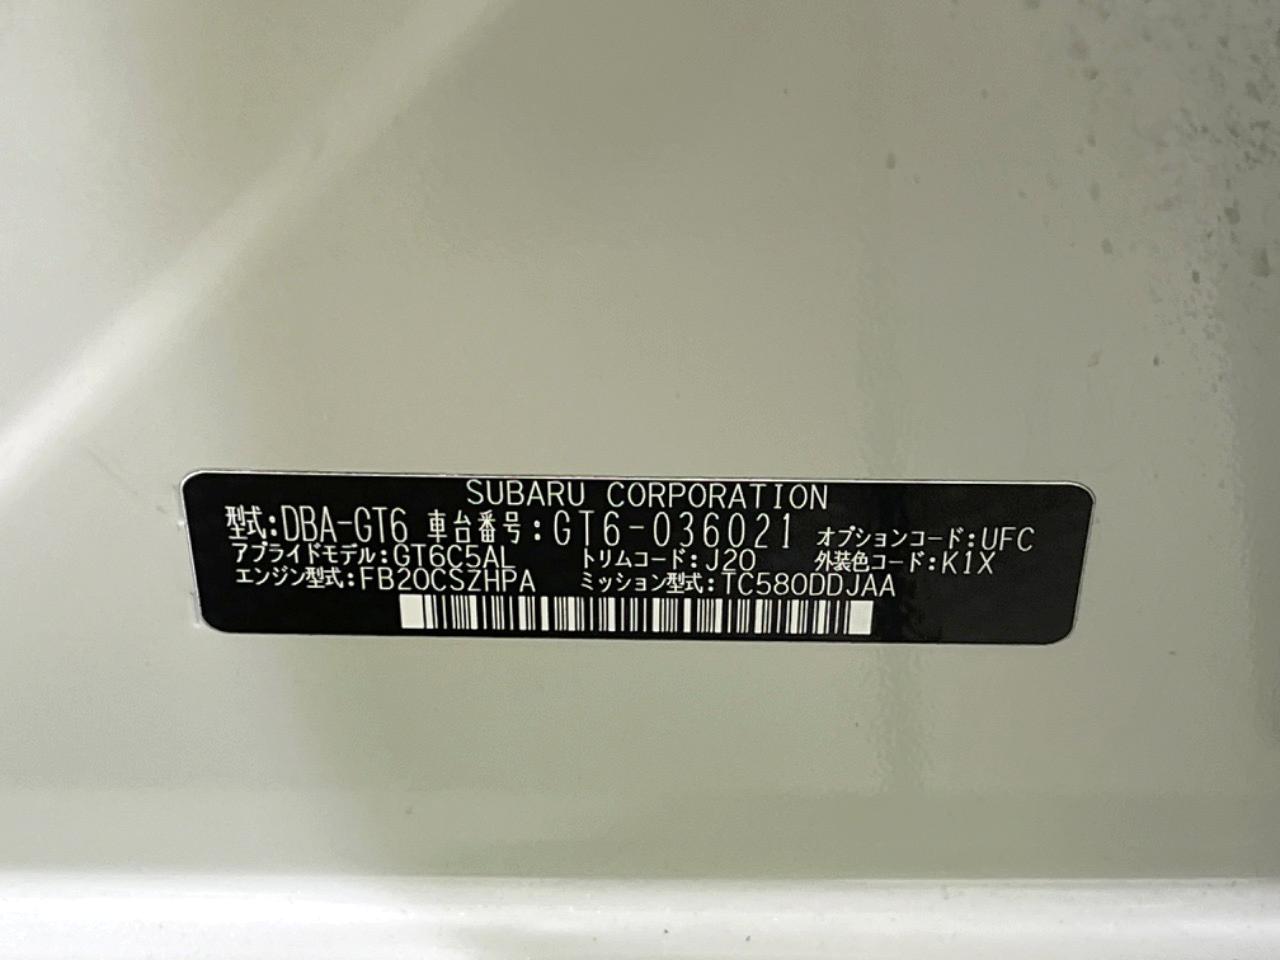 SUBARU CORPORATION
型式:DBA-GT6 車台番号:GT6-036021 オプションコード:UFC
アプライドモデル:GT6C5AL トリムコード:J20 外装色コード:K1X
エンジン型式:FB20CSZHPA ミッション型式:TC580DDJAA